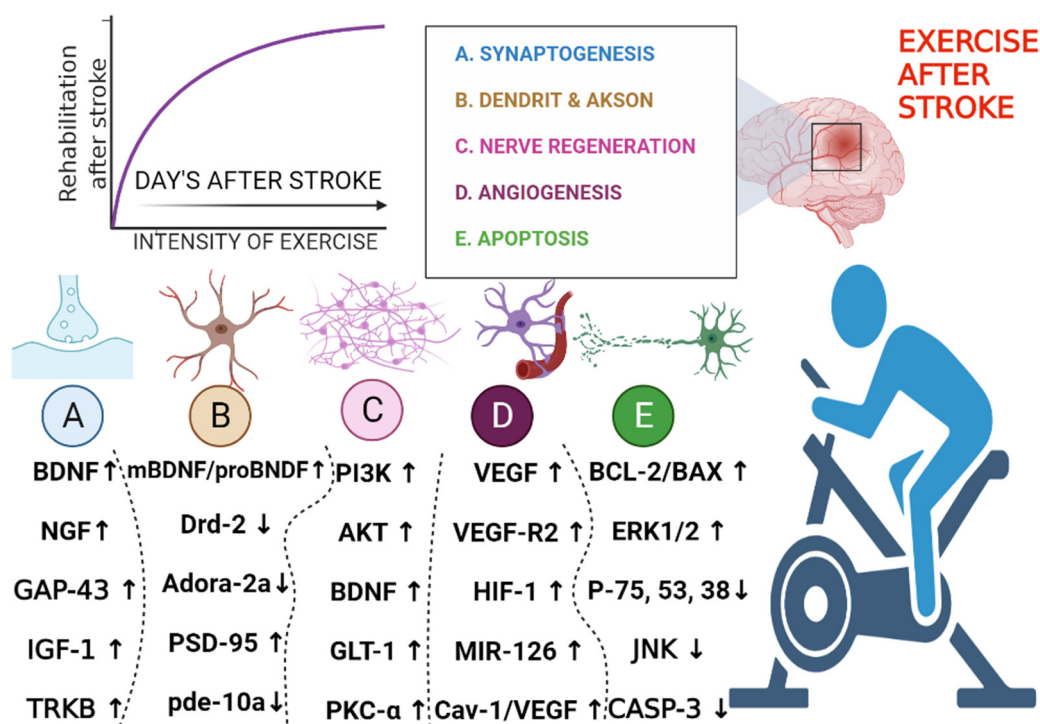 Rehabilitation
after stroke
DAY'S AFTER STROKE
INTENSITY OF EXERCISE
A. SYNAPTOGENESIS
B. DENDRIT & AKSON
C. NERVE REGENERATION
D. ANGIOGENESIS
E. APOPTOSIS
EXERCISE
AFTER
STROKE
A
BDNF↑
NGF↑
GAP-43 ↑
IGF-1 ↑
TRKB ↑
B
mBDNF/proBNDF↑
Drd-2 ↓
Adora-2a↓
PSD-95 ↑
pde-10a↓
C
PI3K ↑
AKT ↑
BDNF ↑
GLT-1 ↑
PKC-α ↑
D
VEGF ↑
VEGF-R2 ↑
HIF-1 ↑
MIR-126 ↑
Cav-1/VEGF ↑
E
BCL-2/BAX ↑
ERK1/2 ↑
P-75, 53, 38↓
JNK ↓
CASP-3 ↓